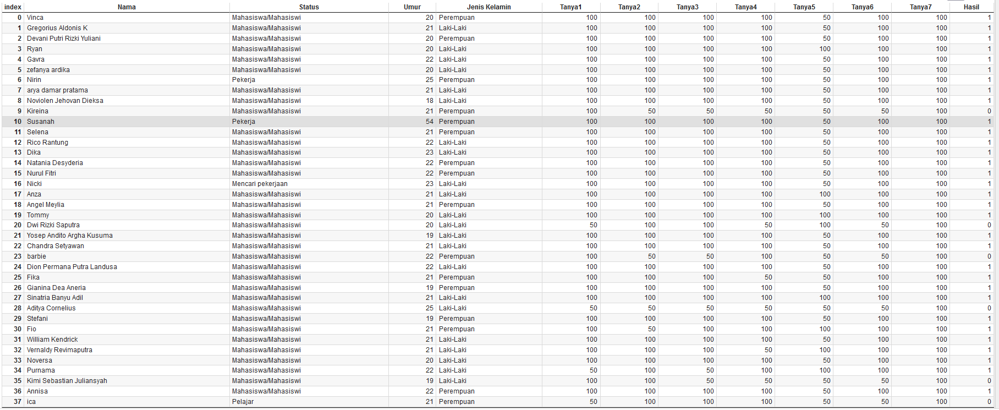 index Nama Status Umur Jenis Kelamin Tanya1 Tanya2 Tanya3 Tanya4 Tanya5 Tanya6 Tanya7 Hasil
0 Vinca Mahasiswa/Mahasiswi 20 Perempuan 100 100 100 100 50 100 100 1
1 Gregorius Aldonis K Mahasiswa/Mahasiswi 21 Laki-Laki 100 100 100 100 50 100 100 1
2 Devani Putri Rizki Yuliani Mahasiswa/Mahasiswi 20 Perempuan 100 100 100 100 50 100 100 1
3 Ryan Mahasiswa/Mahasiswi 20 Laki-Laki 100 100 100 100 100 100 100 1
4 Gavra Mahasiswa/Mahasiswi 22 Laki-Laki 100 100 100 100 50 100 100 1
5 zefanya ardika Mahasiswa/Mahasiswi 20 Laki-Laki 100 100 100 100 50 100 100 1
6 Nirin Pekerja 25 Perempuan 100 100 100 100 50 100 100 1
7 arya damar pratama Mahasiswa/Mahasiswi 21 Laki-Laki 100 100 100 100 50 100 100 1
8 Noviolen Jehovan Dieksa Mahasiswa/Mahasiswi 18 Laki-Laki 100 100 100 100 50 100 100 1
9 Kireina Mahasiswa/Mahasiswi 21 Perempuan 100 50 50 50 50 50 100 0
10 Susanah Pekerja 54 Perempuan 100 100 100 100 50 100 100 1
11 Selena Mahasiswa/Mahasiswi 21 Perempuan 100 100 100 100 50 100 100 1
12 Rico Rantung Mahasiswa/Mahasiswi 22 Laki-Laki 100 100 100 100 50 100 100 1
13 Dika Mahasiswa/Mahasiswi 23 Laki-Laki 100 100 100 100 50 100 100 1
14 Natania Desyderia Mahasiswa/Mahasiswi 22 Perempuan 100 100 100 100 50 100 100 1
15 Nurul Fitri Mahasiswa/Mahasiswi 22 Perempuan 100 100 100 100 50 100 100 1
16 Nicki Mencari pekerjaan 23 Laki-Laki 100 100 100 100 50 100 100 1
17 Anza Mahasiswa/Mahasiswi 21 Laki-Laki 100 100 100 100 100 100 100 1
18 Angel Meylia Mahasiswa/Mahasiswi 21 Perempuan 100 100 100 100 50 100 100 1
19 Tommy Mahasiswa/Mahasiswi 20 Laki-Laki 100 100 100 100 100 100 100 1
20 Dwi Rizki Saputra Mahasiswa/Mahasiswi 20 Laki-Laki 50 100 100 50 100 50 100 0
21 Yosep Andito Argha Kusuma Mahasiswa/Mahasiswi 19 Laki-Laki 100 100 100 100 50 100 100 1
22 Chandra Setyawan Mahasiswa/Mahasiswi 21 Laki-Laki 100 100 100 100 50 100 100 1
23 barbie Mahasiswa/Mahasiswi 22 Perempuan 100 50 50 100 50 50 100 0
24 Dion Permana Putra Landusa Mahasiswa/Mahasiswi 22 Laki-Laki 100 100 100 100 50 100 100 1
25 Fika Mahasiswa/Mahasiswi 21 Perempuan 100 100 100 50 50 100 100 1
26 Gianina Dea Aneria Mahasiswa/Mahasiswi 19 Perempuan 100 100 100 100 50 100 100 1
27 Sinatria Banyu Adil Mahasiswa/Mahasiswi 21 Laki-Laki 100 100 100 100 100 100 100 1
28 Aditya Cornelius Mahasiswa/Mahasiswi 25 Laki-Laki 50 50 50 50 50 50 100 0
29 Stefani Mahasiswa/Mahasiswi 19 Perempuan 100 100 100 100 50 100 100 1
30 Fio Mahasiswa/Mahasiswi 21 Perempuan 100 50 100 100 100 100 100 1
31 William Kendrick Mahasiswa/Mahasiswi 21 Laki-Laki 100 100 100 100 50 100 100 1
32 Vernaldy Revimaputra Mahasiswa/Mahasiswi 21 Laki-Laki 100 100 100 50 100 100 100 1
33 Noversa Mahasiswa/Mahasiswi 20 Laki-Laki 100 100 100 100 50 100 100 1
34 Purnama Mahasiswa/Mahasiswi 22 Laki-Laki 50 100 50 100 100 100 100 1
35 Kimi Sebastian Juliansyah Mahasiswa/Mahasiswi 19 Laki-Laki 100 100 50 50 50 50 100 0
36 Annisa Mahasiswa/Mahasiswi 22 Perempuan 100 100 100 100 50 100 100 1
37 ica Pelajar 21 Perempuan 50 100 100 100 50 50 100 0